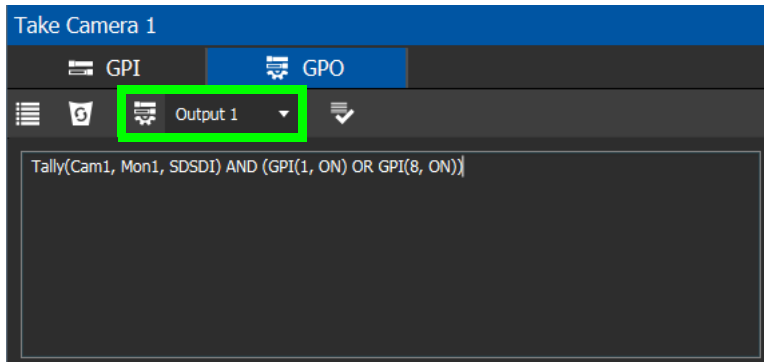 Take Camera 1
GPI
GPO
Output 1
Tally(Cam1, Mon1, SDSDI) AND (GPI(1, ON) OR GPI(8, ON))